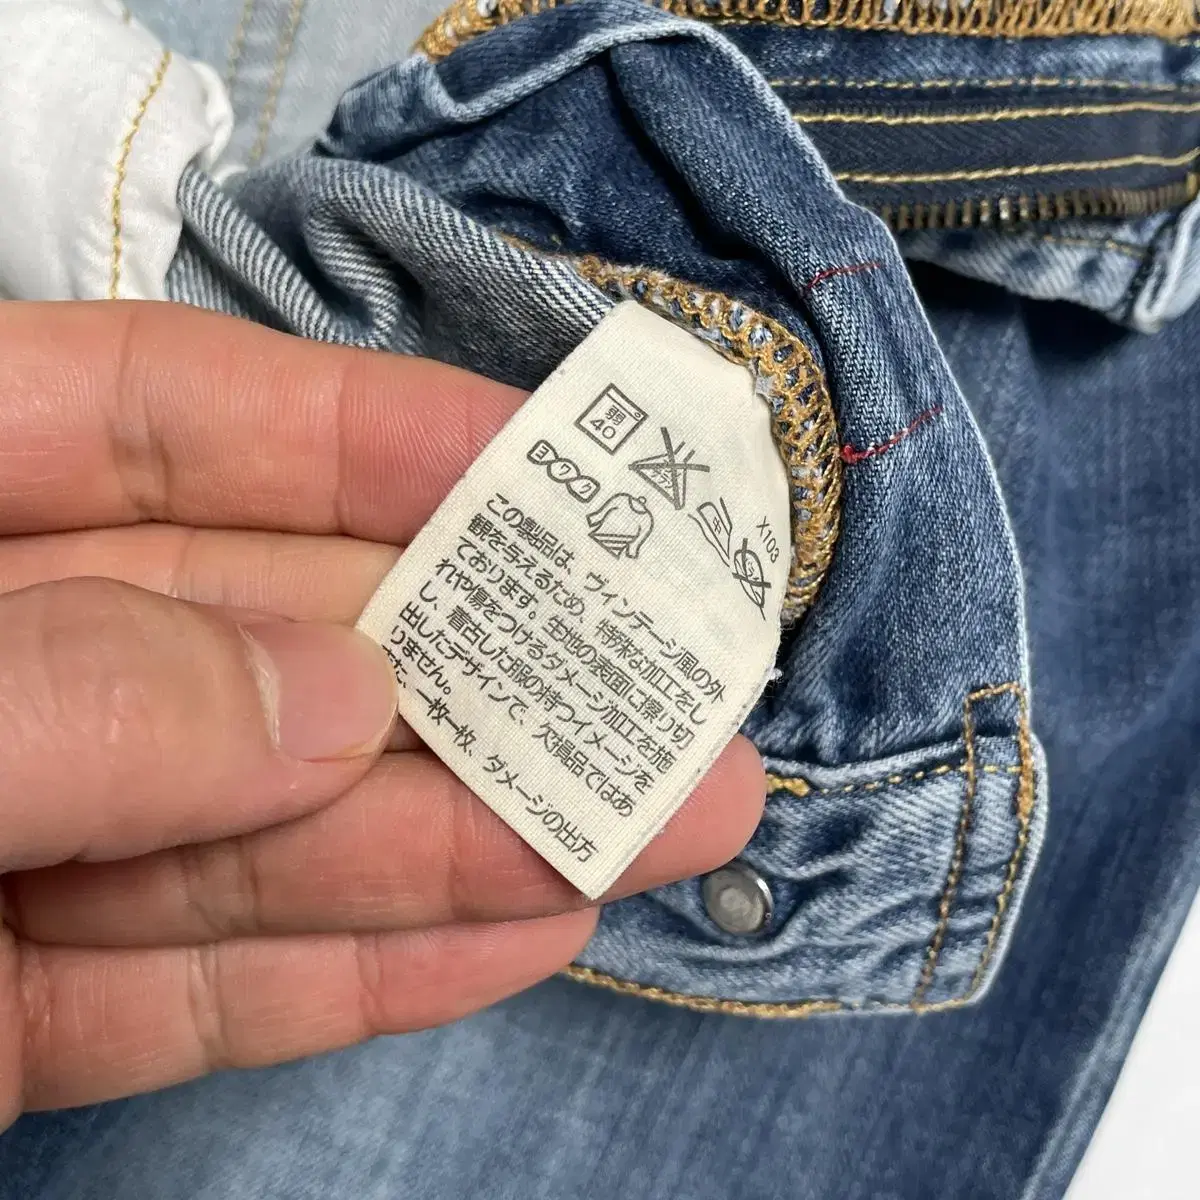 弱
40
ヨワク
中
X103
この製品は、ヴィンテージ風の外
観を与えるため、特殊な加工をし
ております。生地の表面に擦り切
れや傷をつけるダメージ加工を施
し、着古した服の持つイメージを
出したデザインで、欠損品ではあ
りません。
また、一枚一枚、ダメージの出方